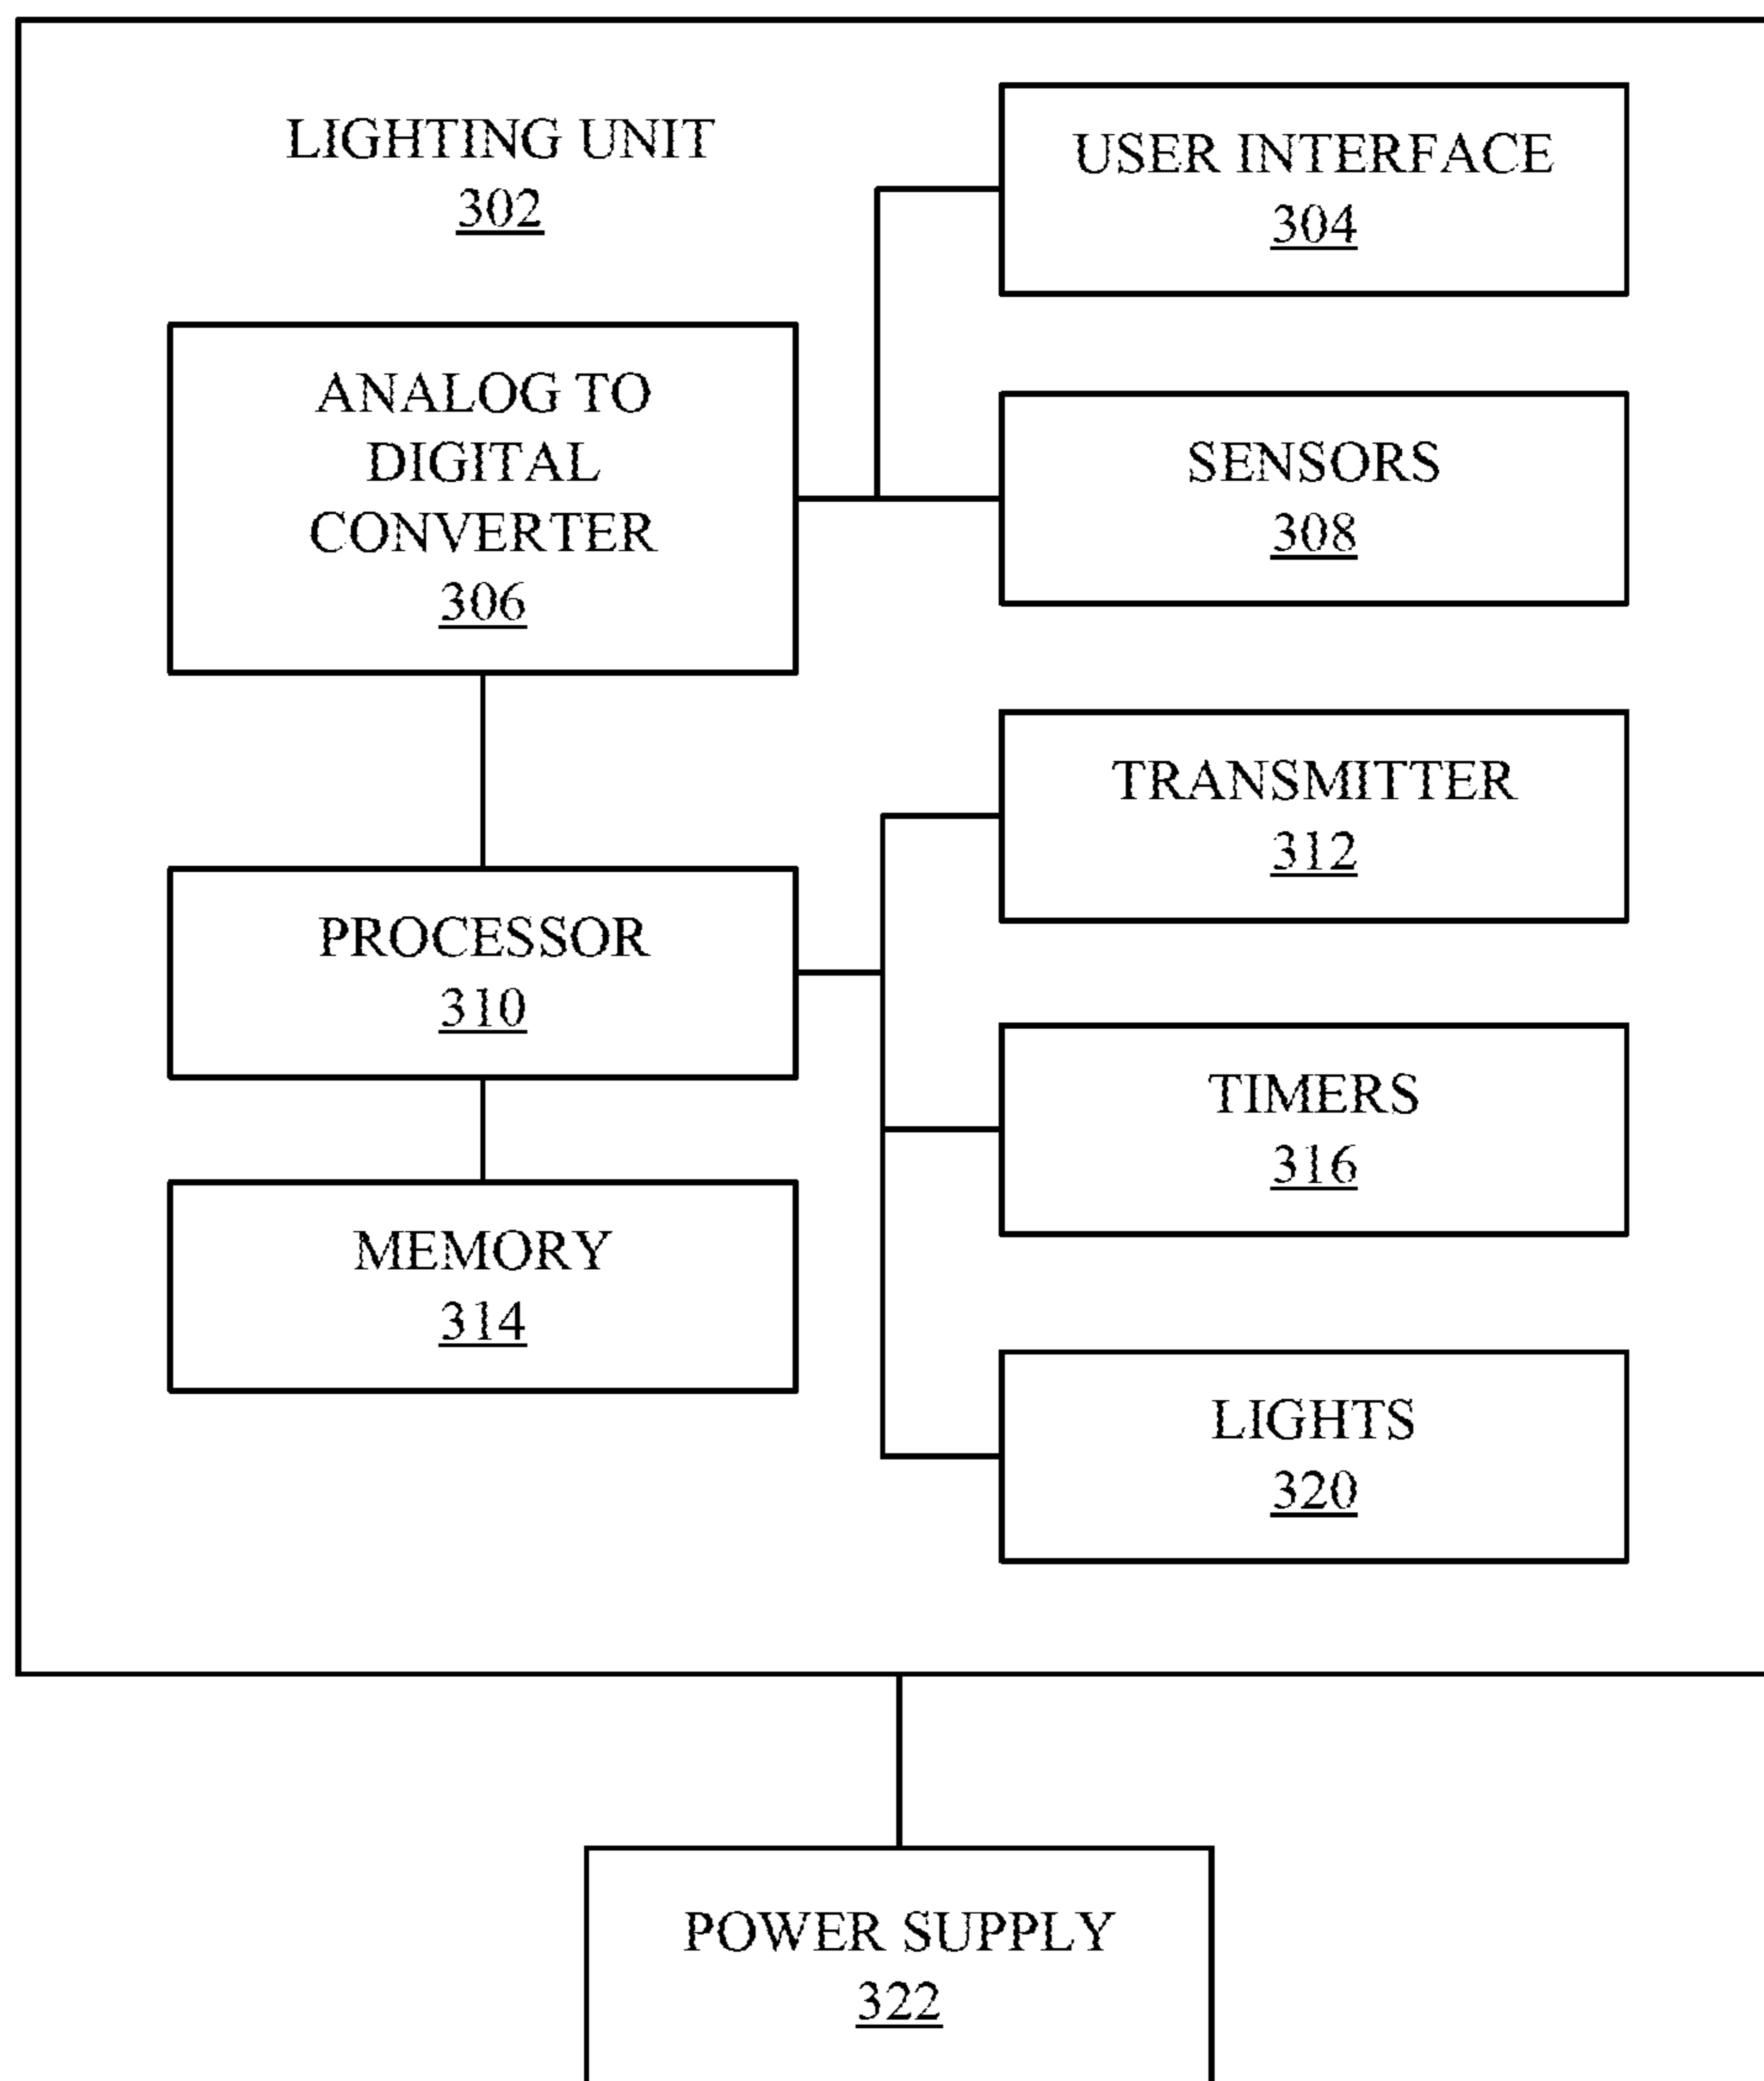 LIGHTING UNIT
302
USER INTERFACE
304
ANALOG TO
DIGITAL
CONVERTER
306
SENSORS
308
TRANSMITTER
312
PROCESSOR
310
TIMERS
316
MEMORY
314
LIGHTS
320
POWER SUPPLY
322